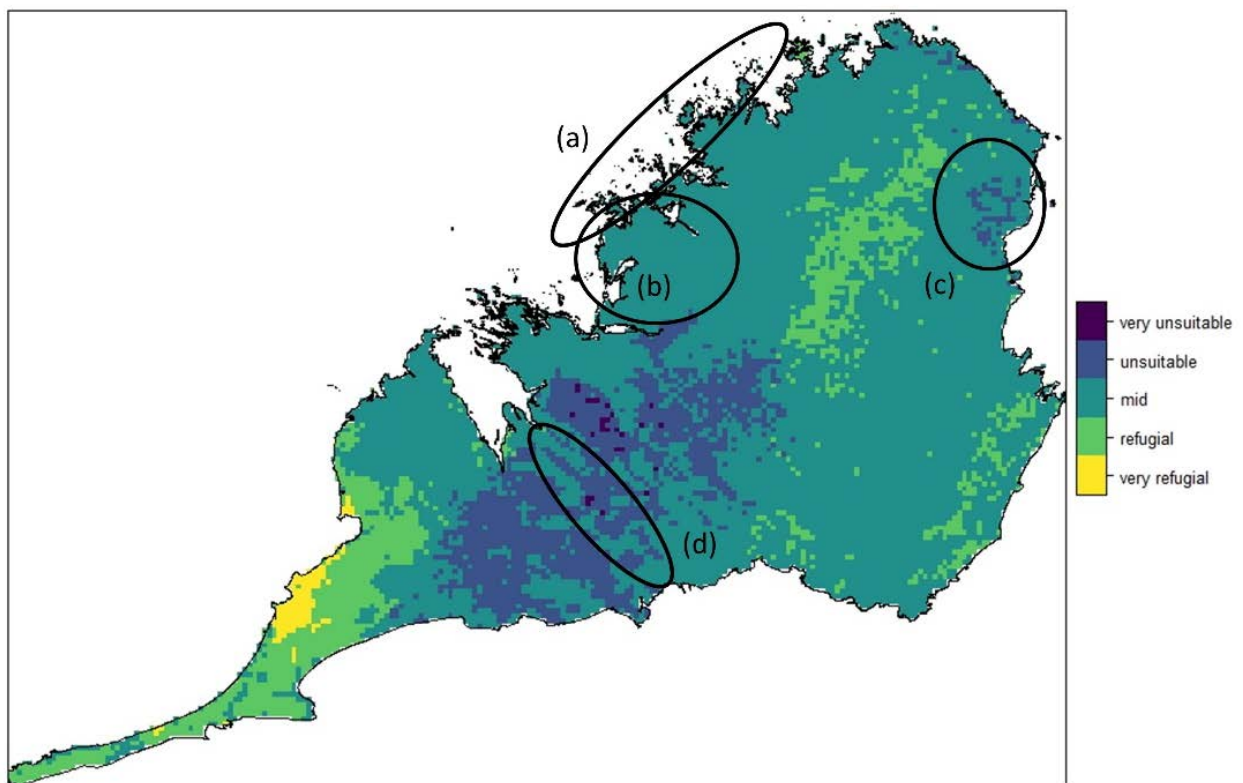 (a)
(b)
(c)
(d)
very unsuitable
unsuitable
mid
refugial
very refugial